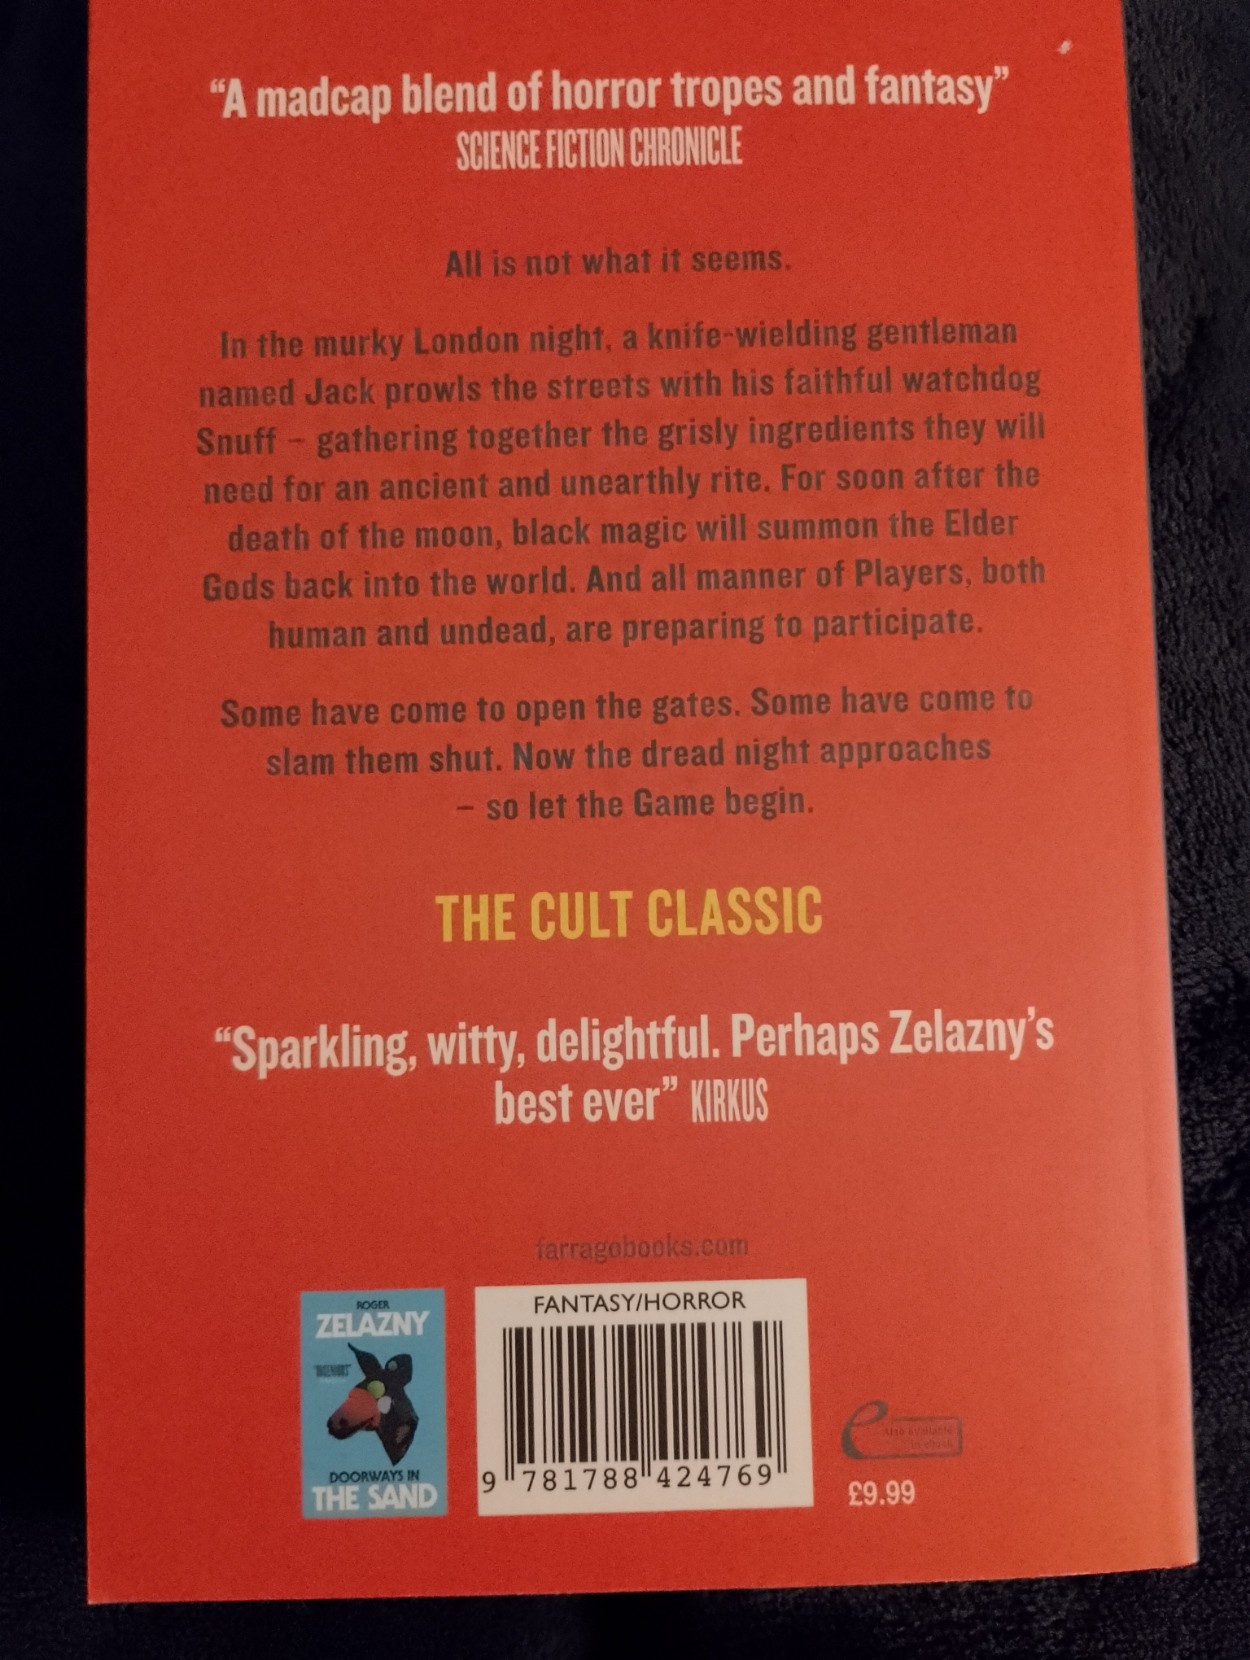 “A madcap blend of horror tropes and fantasy”
SCIENCE FICTION CHRONICLE
All is not what it seems.
In the murky London night, a knife-wielding gentleman
named Jack prowls the streets with his faithful watchdog
Snuff – gathering together the grisly ingredients they will
need for an ancient and unearthly rite. For soon after the
death of the moon, black magic will summon the Elder
Gods back into the world. And all manner of Players, both
human and undead, are preparing to participate.
Some have come to open the gates. Some have come to
slam them shut. Now the dread night approaches
– so let the Game begin.
THE CULT CLASSIC
“Sparkling, witty, delightful. Perhaps Zelazny’s
best ever” KIRKUS
farragobooks.com
ROGER
ZELAZNY
DOORWAYS IN
THE SAND
FANTASY/HORROR
9 781788 424769
e
£9.99